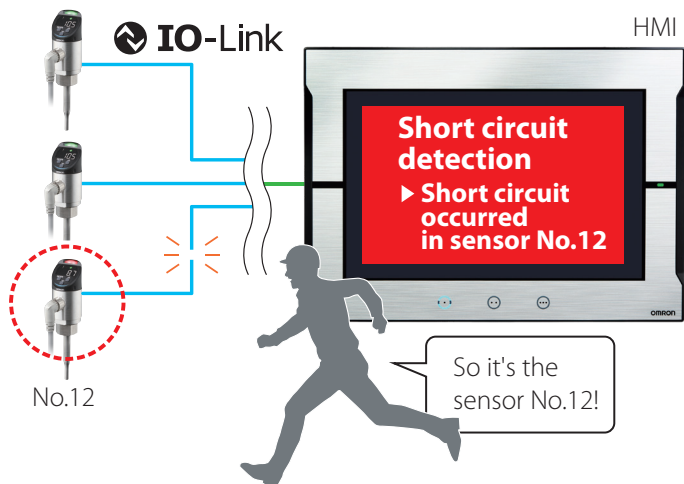 IO-Link
HMI
Short circuit
detection
▶ Short circuit
occurred
in sensor No.12
OMRON
No.12
So it's the
sensor No.12!